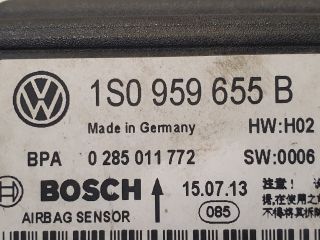 1S0 959 655 B
Made in Germany HW:H02
BPA 0 285 011 772 SW:0006
BOSCH 15.07.13
AIRBAG SENSOR 085
注意!